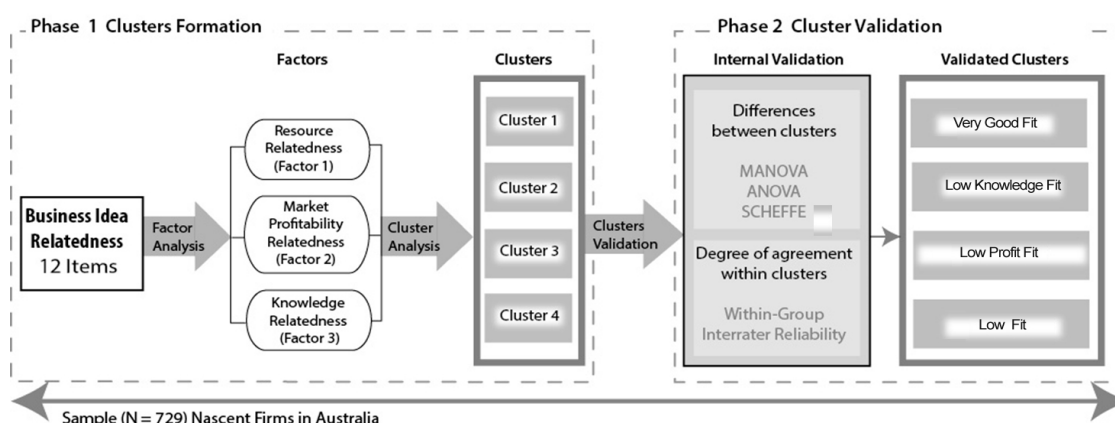 Phase 1 Clusters Formation
Factors
Clusters
Business Idea
Relatedness
12 Items
Factor
Analysis
Resource
Relatedness
(Factor 1)
Market
Profitability
Relatedness
(Factor 2)
Knowledge
Relatedness
(Factor 3)
Cluster
Analysis
Cluster 1
Cluster 2
Cluster 3
Cluster 4
Clusters
Validation
Phase 2 Cluster Validation
Internal Validation
Validated Clusters
Differences
between clusters
MANOVA
ANOVA
SCHEFFE
Degree of agreement
within clusters
Within-Group
Interrater Reliability
Very Good Fit
Low Knowledge Fit
Low Profit Fit
Low Fit
Sample (N = 729) Nascent Firms in Australia